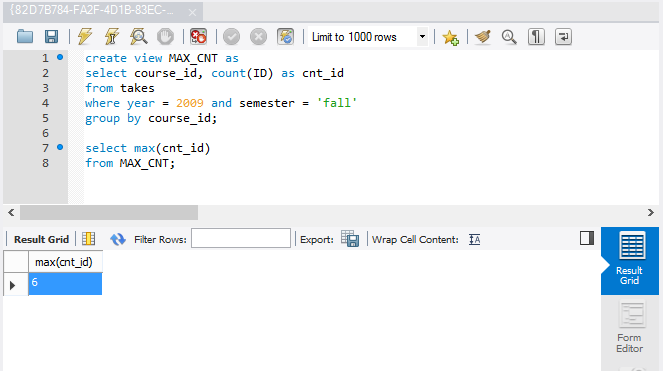 {82D7B784-FA2F-4D1B-83EC-...
Limit to 1000 rows
1 create view MAX_CNT as
2 select course_id, count(ID) as cnt_id
3 from takes
4 where year = 2009 and semester = 'fall'
5 group by course_id;
6
7 select max(cnt_id)
8 from MAX_CNT;
Result Grid Filter Rows: Export: Wrap Cell Content:
max(cnt_id)
6
Result
Grid
Form
Editor